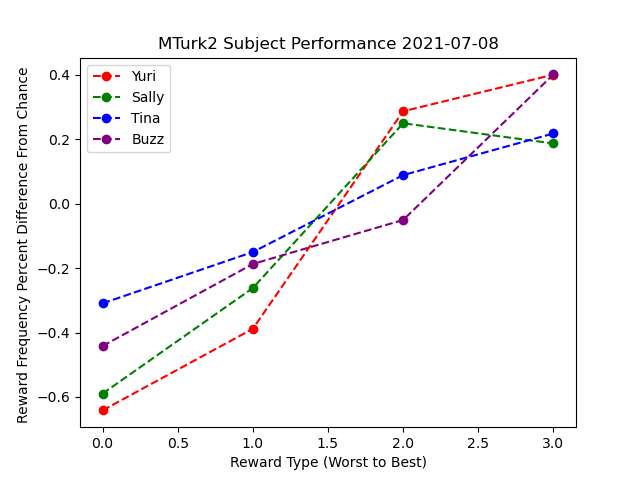 MTurk2 Subject Performance 2021-07-08
Yuri
Sally
Tina
Buzz
Reward Frequency Percent Difference From Chance
0.4
0.2
0.0
−0.2
−0.4
−0.6
0.0 0.5 1.0 1.5 2.0 2.5 3.0
Reward Type (Worst to Best)